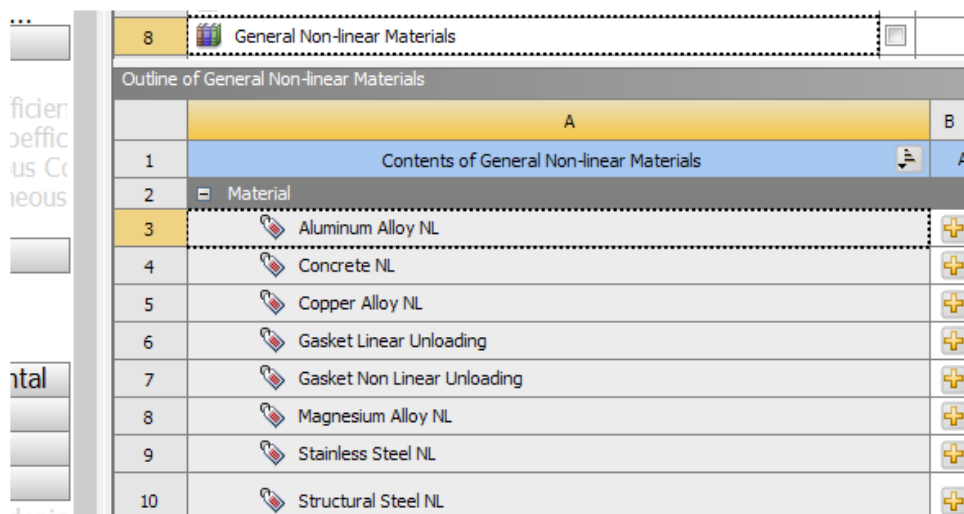 ...
8 General Non-linear Materials
Outline of General Non-linear Materials
A B
1 Contents of General Non-linear Materials
2 Material
3 Aluminum Alloy NL
4 Concrete NL
5 Copper Alloy NL
6 Gasket Linear Unloading
7 Gasket Non Linear Unloading
8 Magnesium Alloy NL
9 Stainless Steel NL
10 Structural Steel NL